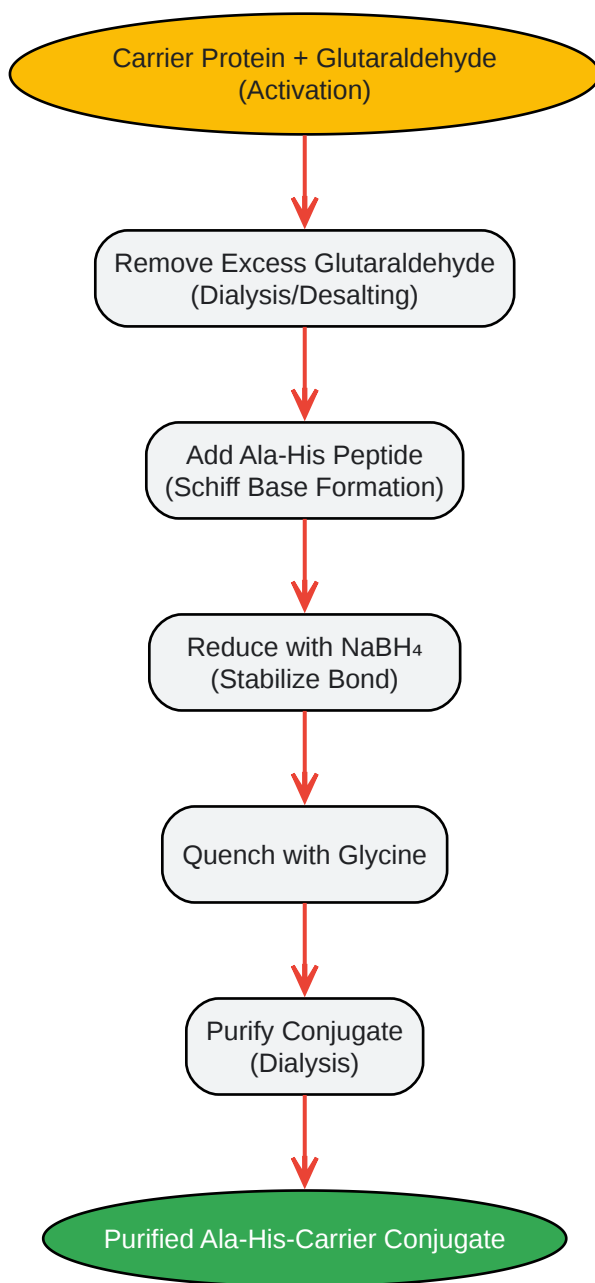 Carrier Protein + Glutaraldehyde
(Activation)
Remove Excess Glutaraldehyde
(Dialysis/Desalting)
Add Ala-His Peptide
(Schiff Base Formation)
Reduce with NaBH₄
(Stabilize Bond)
Quench with Glycine
Purify Conjugate
(Dialysis)
Purified Ala-His-Carrier Conjugate